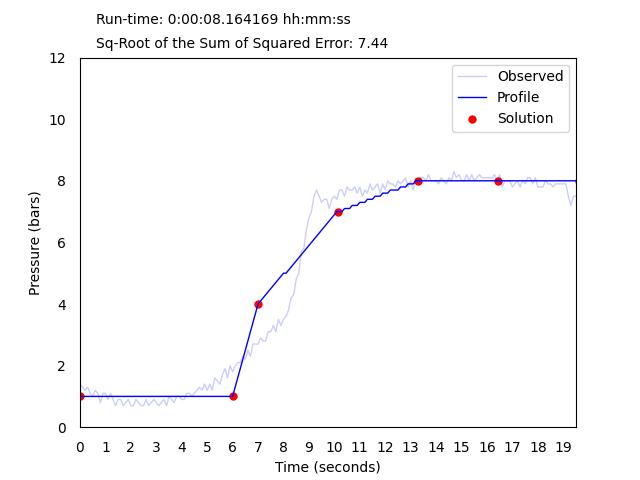 Run-time: 0:00:08.164169 hh:mm:ss
Sq-Root of the Sum of Squared Error: 7.44
12
10
8
6
4
2
0
Pressure (bars)
Observed
Profile
Solution
0 1 2 3 4 5 6 7 8 9 10 11 12 13 14 15 16 17 18 19
Time (seconds)